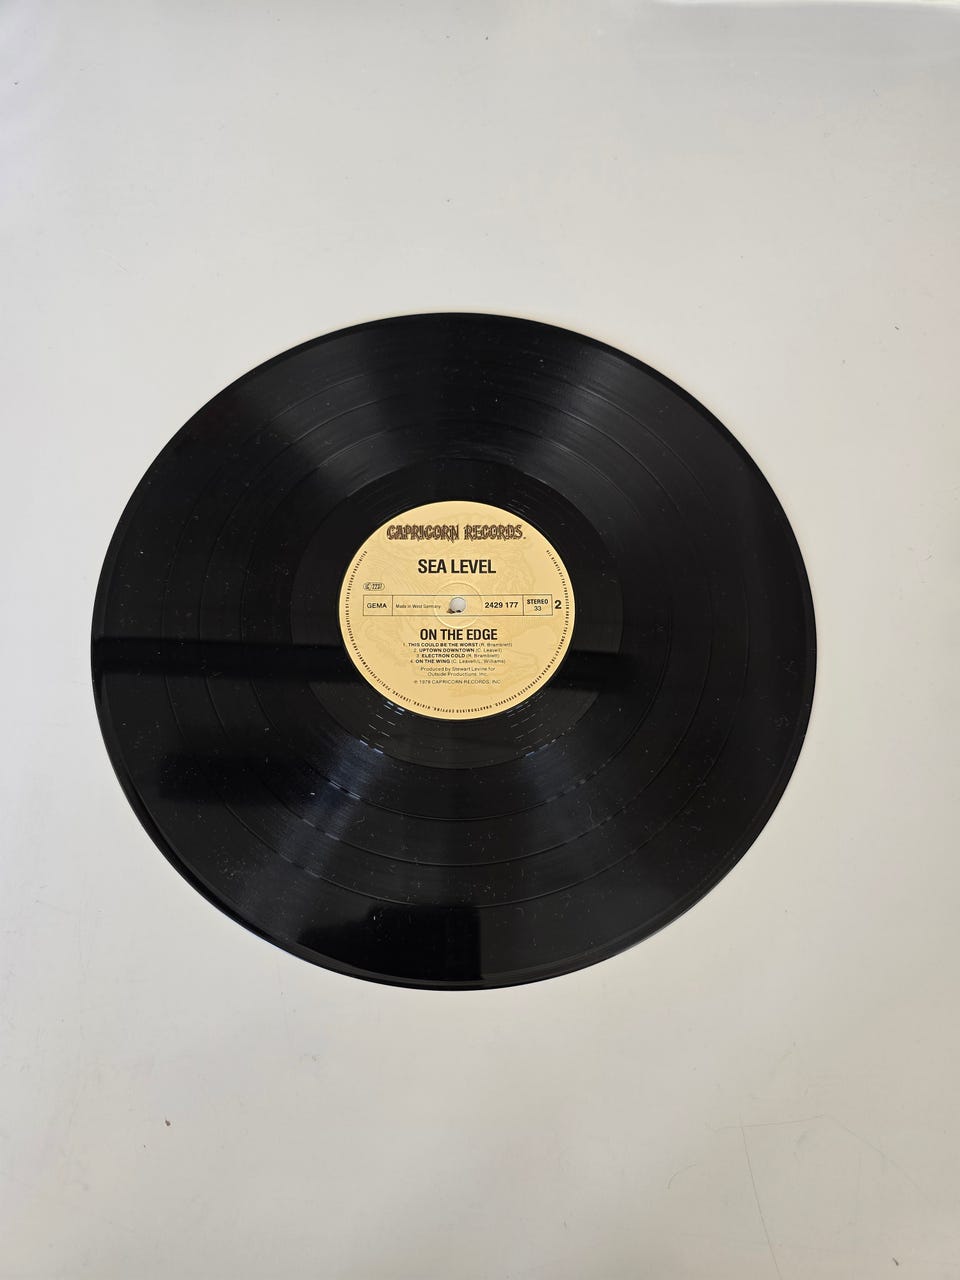 CAPRICORN RECORDS.
SEA LEVEL
LC 2237
GEMA Made in West Germany 2429 177 STEREO 33 2
ON THE EDGE
1. THIS COULD BE THE WORST (R. Bramblett)
2. UPTOWN DOWNTOWN (C. Leavell)
3. ELECTRON COLD (R. Bramblett)
4. ON THE WING (C. Leavell/L. Williams)
Produced by Stewart Levine for
Outside Productions, Inc.
℗ 1978 CAPRICORN RECORDS, INC.